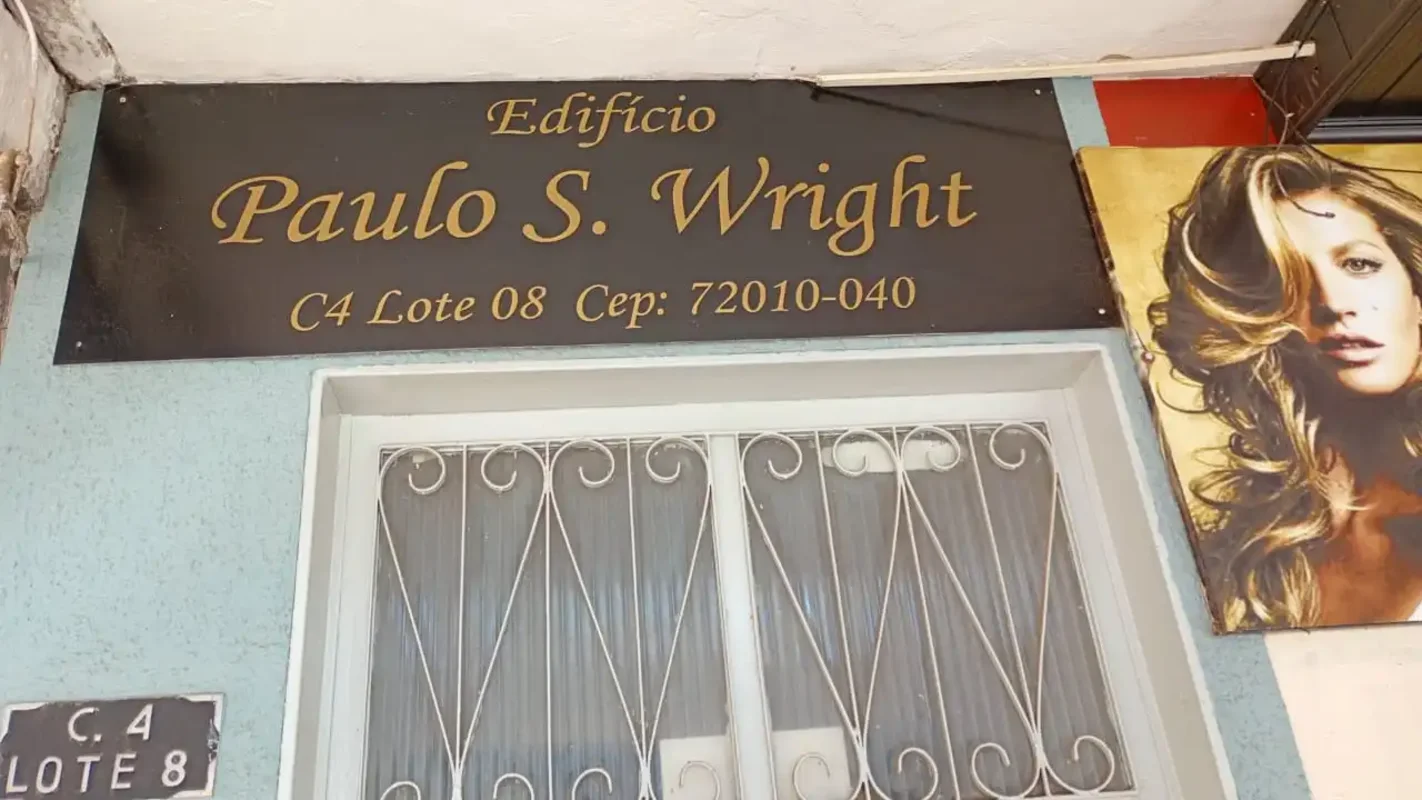 Edifício
Paulo S. Wright
C4 Lote 08 Cep: 72010-040
C. 4
LOTE 8